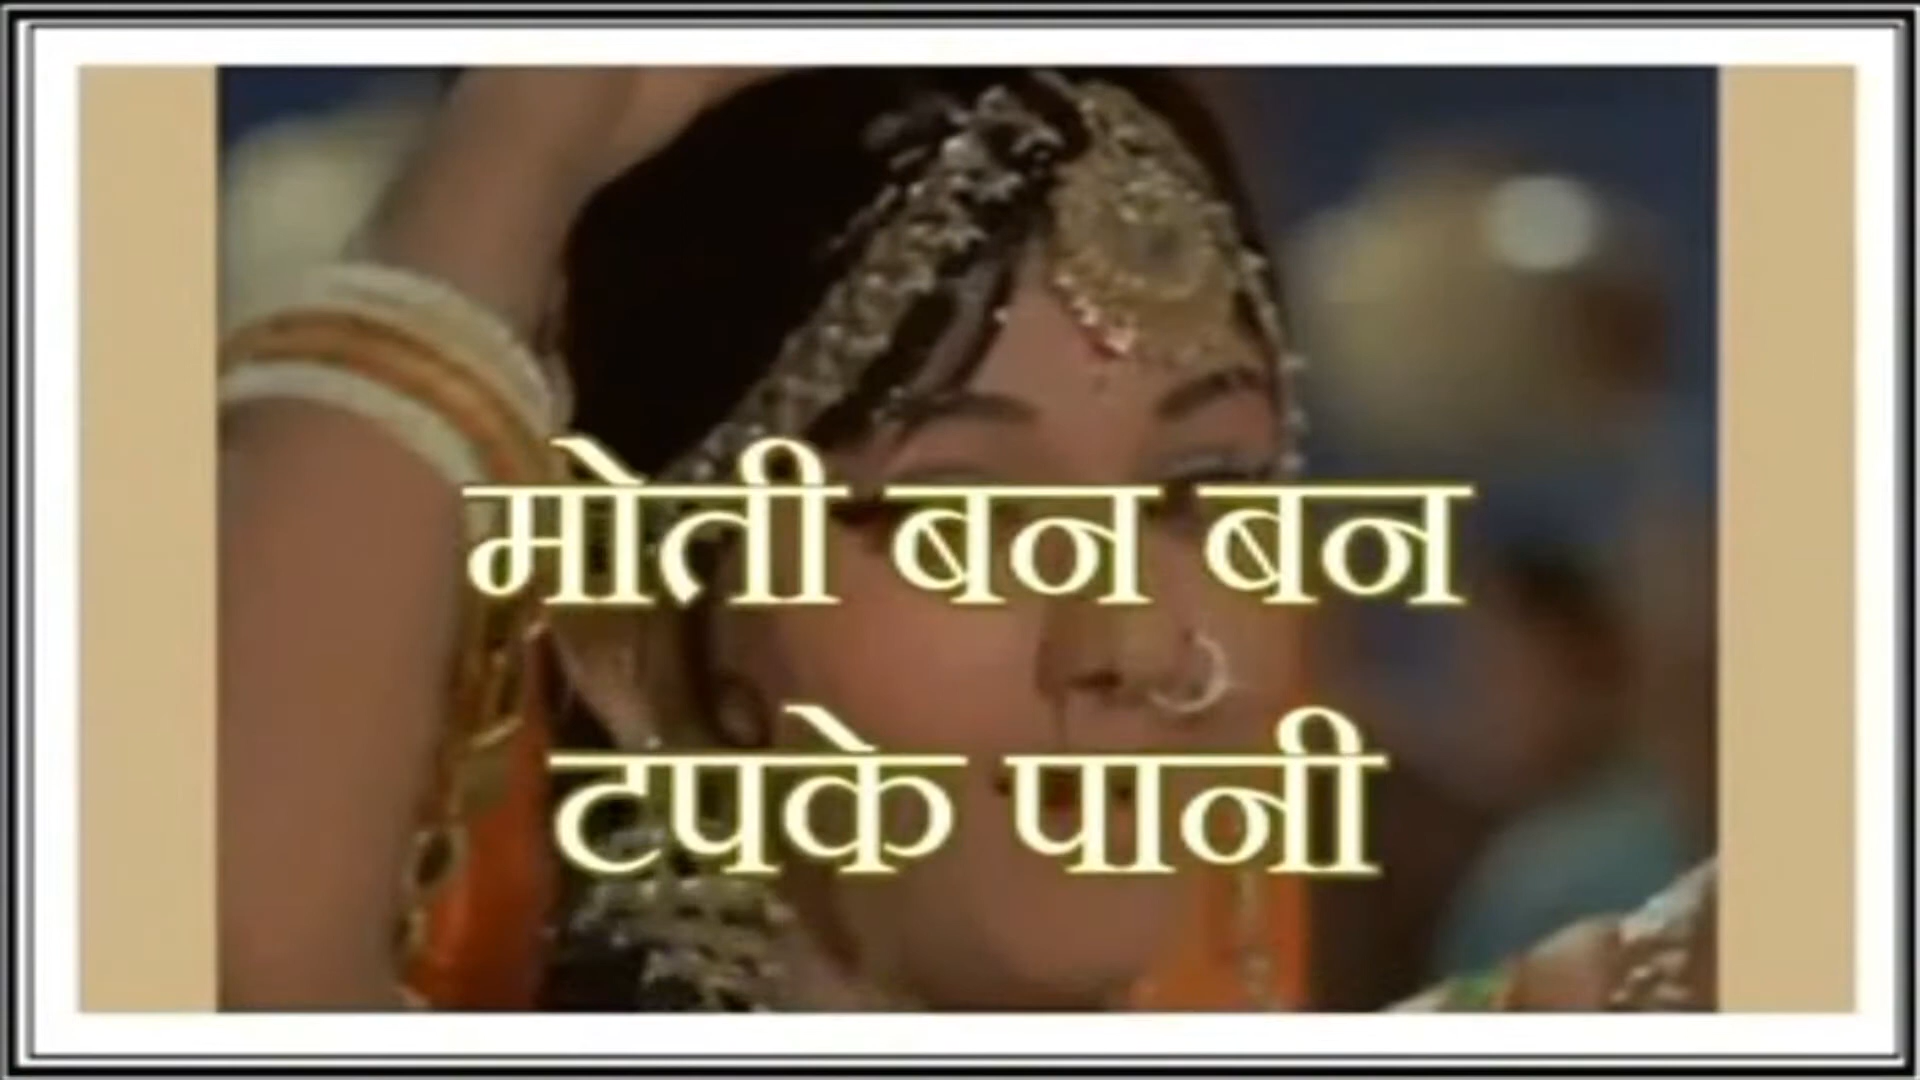 मोती बन बन
टपके पानी